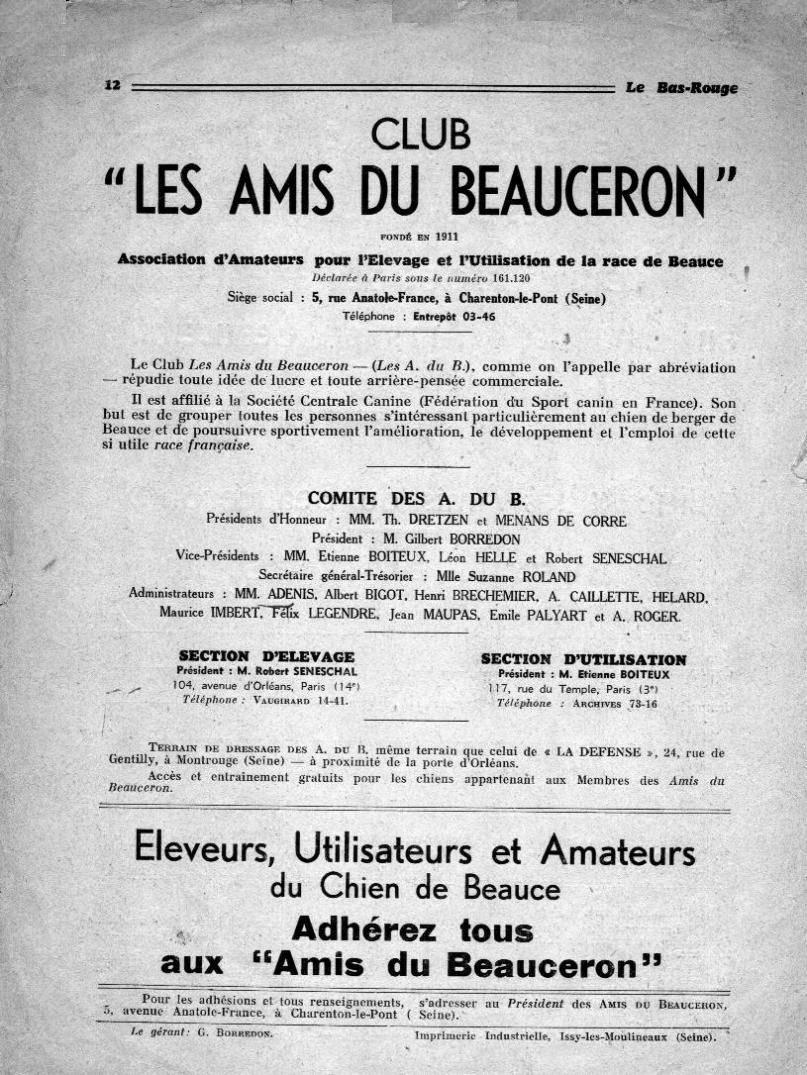 12 Le Bas-Rouge
CLUB
"LES AMIS DU BEAUCERON"
FONDÉ EN 1911
Association d'Amateurs pour l'Elevage et l'Utilisation de la race de Beauce
Déclarée à Paris sous le numéro 161.120
Siège social : 5, rue Anatole-France, à Charenton-le-Pont (Seine)
Téléphone : Entrepôt 03-46
Le Club Les Amis du Beauceron — (Les A. du B.), comme on l'appelle par abréviation
— répudie toute idée de lucre et toute arrière-pensée commerciale.
Il est affilié à la Société Centrale Canine (Fédération du Sport canin en France). Son
but est de grouper toutes les personnes s'intéressant particulièrement au chien de berger de
Beauce et de poursuivre sportivement l'amélioration, le développement et l'emploi de cette
si utile race française.
COMITE DES A. DU B.
Présidents d'Honneur : MM. Th. DRETZEN et MENANS DE CORRE
Président : M. Gilbert BORREDON
Vice-Présidents : MM. Etienne BOITEUX, Léon HELLE et Robert SENESCHAL
Secrétaire général-Trésorier : Mlle Suzanne ROLAND
Administrateurs : MM. ADENIS, Albert BIGOT, Henri BRECHEMIER, A. CAILLETTE, HELARD,
Maurice IMBERT, Félix LEGENDRE, Jean MAUPAS, Emile PALYART et A. ROGER.
SECTION D'ELEVAGE
Président : M. Robert SENESCHAL
104, avenue d'Orléans, Paris (14e)
Téléphone : VAUGIRARD 14-41.
SECTION D'UTILISATION
Président : M. Etienne BOITEUX
117, rue du Temple, Paris (3e)
Téléphone : ARCHIVES 73-16
TERRAIN DE DRESSAGE DES A. DU B. même terrain que celui de « LA DEFENSE », 24, rue de
Gentilly, à Montrouge (Seine) — à proximité de la porte d'Orléans.
Accès et entraînement gratuits pour les chiens appartenant aux Membres des Amis du
Beauceron.
Eleveurs, Utilisateurs et Amateurs
du Chien de Beauce
Adhérez tous
aux "Amis du Beauceron"
Pour les adhésions et tous renseignements, s'adresser au Président des AMIS DU BEAUCERON,
5, avenue Anatole-France, à Charenton-le-Pont ( Seine).
Le gérant : G. BORREDON. Imprimerie Industrielle, Issy-les-Moulineaux (Seine).